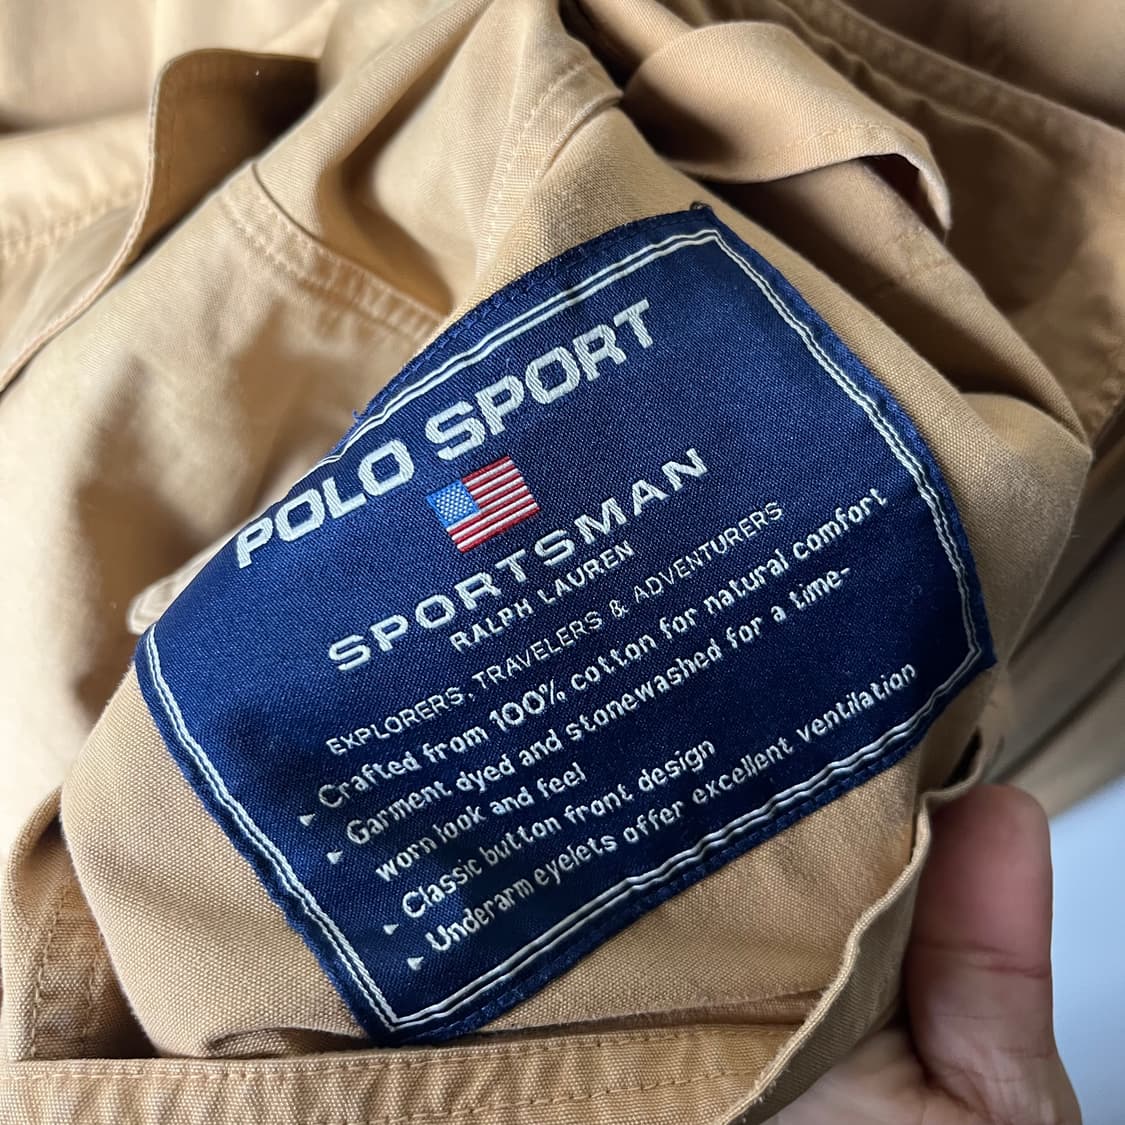 POLO SPORT
SPORTSMAN
RALPH LAUREN
EXPLORERS, TRAVELERS & ADVENTURERS
▸ Crafted from 100% cotton for natural comfort
▸ Garment dyed and stonewashed for a time-
worn look and feel
▸ Classic button front design
▸ Underarm eyelets offer excellent ventilation